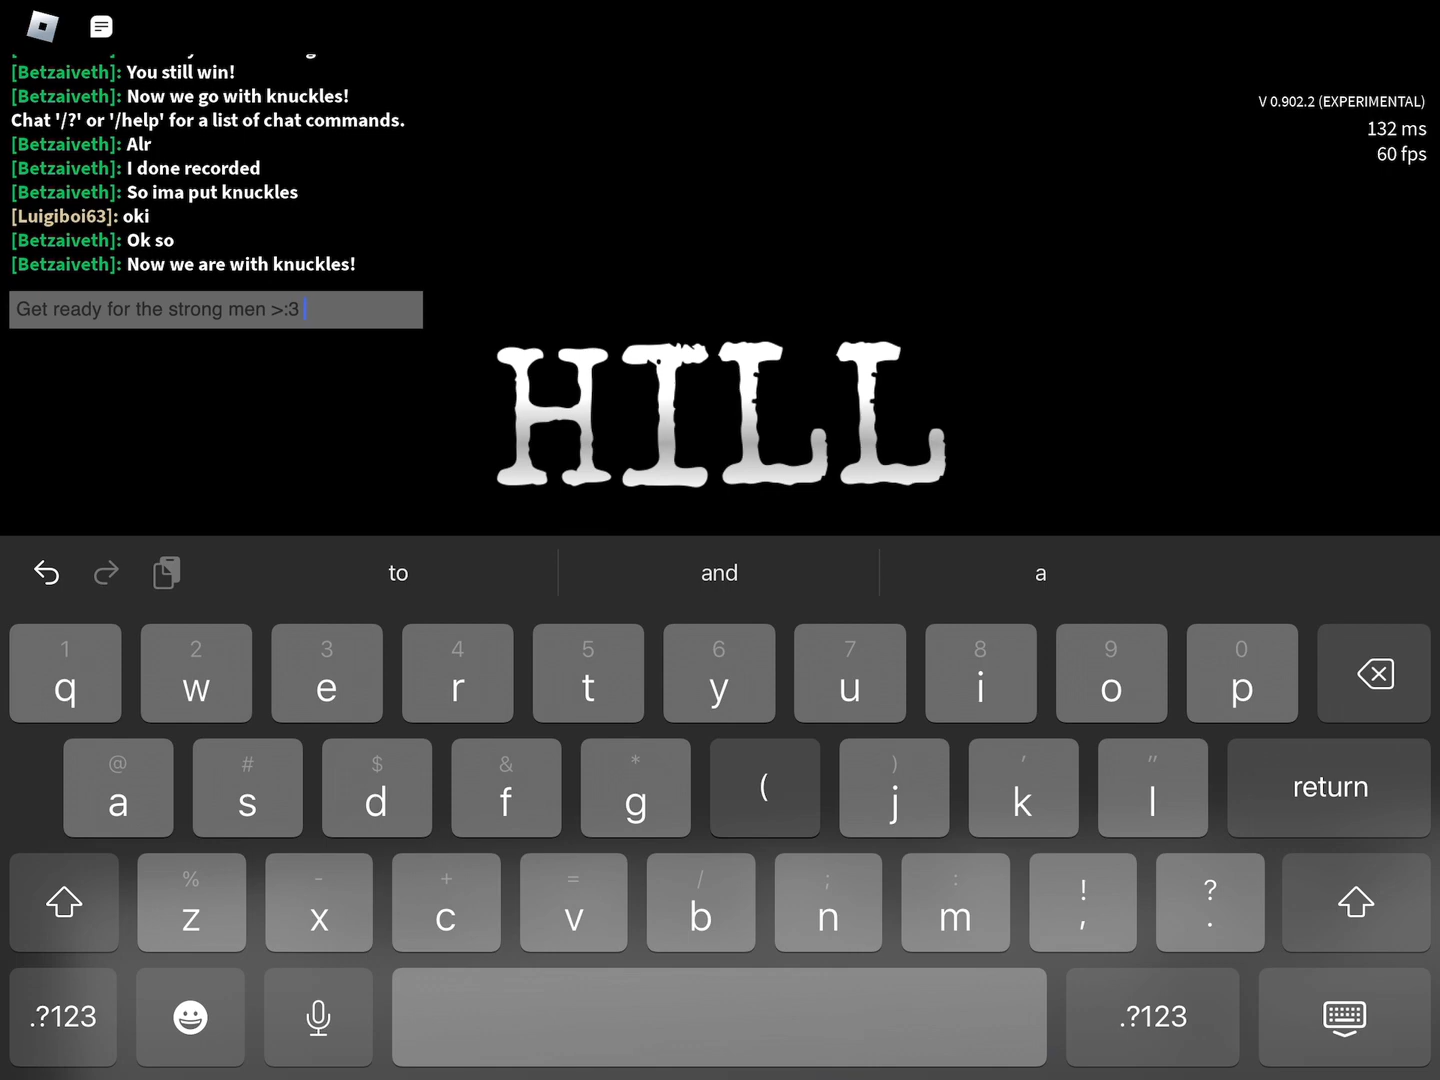 [Betzaiveth]: You still win!
[Betzaiveth]: Now we go with knuckles!
Chat '/?' or '/help' for a list of chat commands.
[Betzaiveth]: Alr
[Betzaiveth]: I done recorded
[Betzaiveth]: So ima put knuckles
[Luigiboi63]: oki
[Betzaiveth]: Ok so
[Betzaiveth]: Now we are with knuckles!
Get ready for the strong men >:3
V 0.902.2 (EXPERIMENTAL)
132 ms
60 fps
HILL
to and a
1 2 3 4 5 6 7 8 9 0
q w e r t y u i o p
@ # $ & * ( ) ' "
a s d f g j k l return
% - + = / ; : ! ?
z x c v b n m , .
.?123 .?123